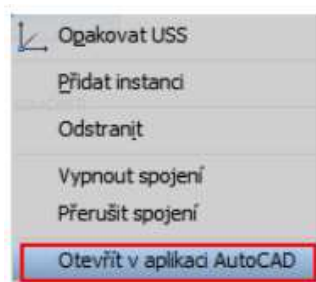 Opakovat USS
Přidat instanci
Odstranit
Vypnout spojení
Přerušit spojení
Otevřít v aplikaci AutoCAD